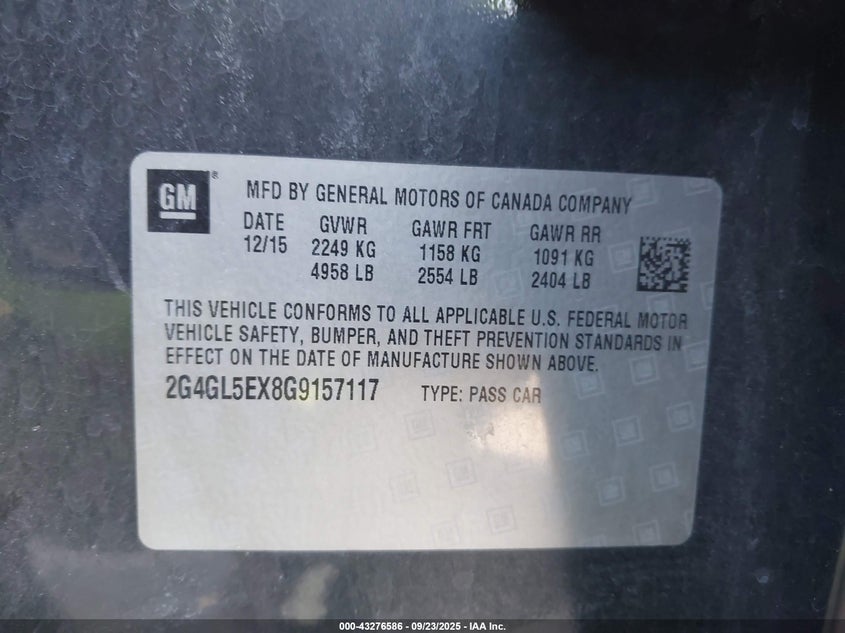 GM ®
MFD BY GENERAL MOTORS OF CANADA COMPANY
DATE GVWR GAWR FRT GAWR RR
12/15 2249 KG 1158 KG 1091 KG
4958 LB 2554 LB 2404 LB
THIS VEHICLE CONFORMS TO ALL APPLICABLE U.S. FEDERAL MOTOR
VEHICLE SAFETY, BUMPER, AND THEFT PREVENTION STANDARDS IN
EFFECT ON THE DATE OF MANUFACTURE SHOWN ABOVE.
2G4GL5EX8G9157117 TYPE: PASS CAR
000-43276586 - 09/23/2025 - IAA Inc.